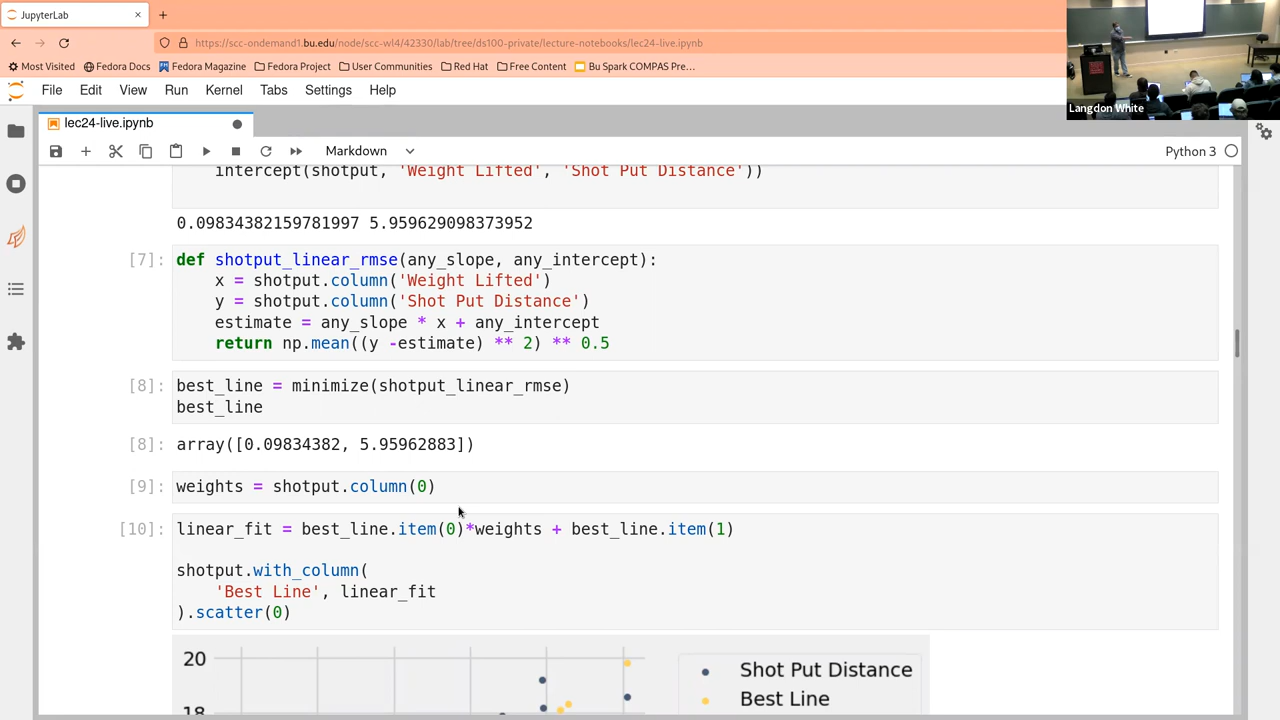 JupyterLab
https://scc-ondemand1.bu.edu/node/scc-wl4/42330/lab/tree/ds100-private/lecture-notebooks/lec24-live.ipynb
Most Visited Fedora Docs Fedora Magazine Fedora Project User Communities Red Hat Free Content Bu Spark COMPAS Pre…
Langdon White
File Edit View Run Kernel Tabs Settings Help
lec24-live.ipynb
Markdown Python 3
intercept(shotput, 'Weight Lifted', 'Shot Put Distance'))
0.09834382159781997 5.959629098373952
[7]: def shotput_linear_rmse(any_slope, any_intercept):
x = shotput.column('Weight Lifted')
y = shotput.column('Shot Put Distance')
estimate = any_slope * x + any_intercept
return np.mean((y -estimate) ** 2) ** 0.5
[8]: best_line = minimize(shotput_linear_rmse)
best_line
[8]: array([0.09834382, 5.95962883])
[9]: weights = shotput.column(0)
[10]: linear_fit = best_line.item(0)*weights + best_line.item(1)
shotput.with_column(
'Best Line', linear_fit
).scatter(0)
20
Shot Put Distance
Best Line
18